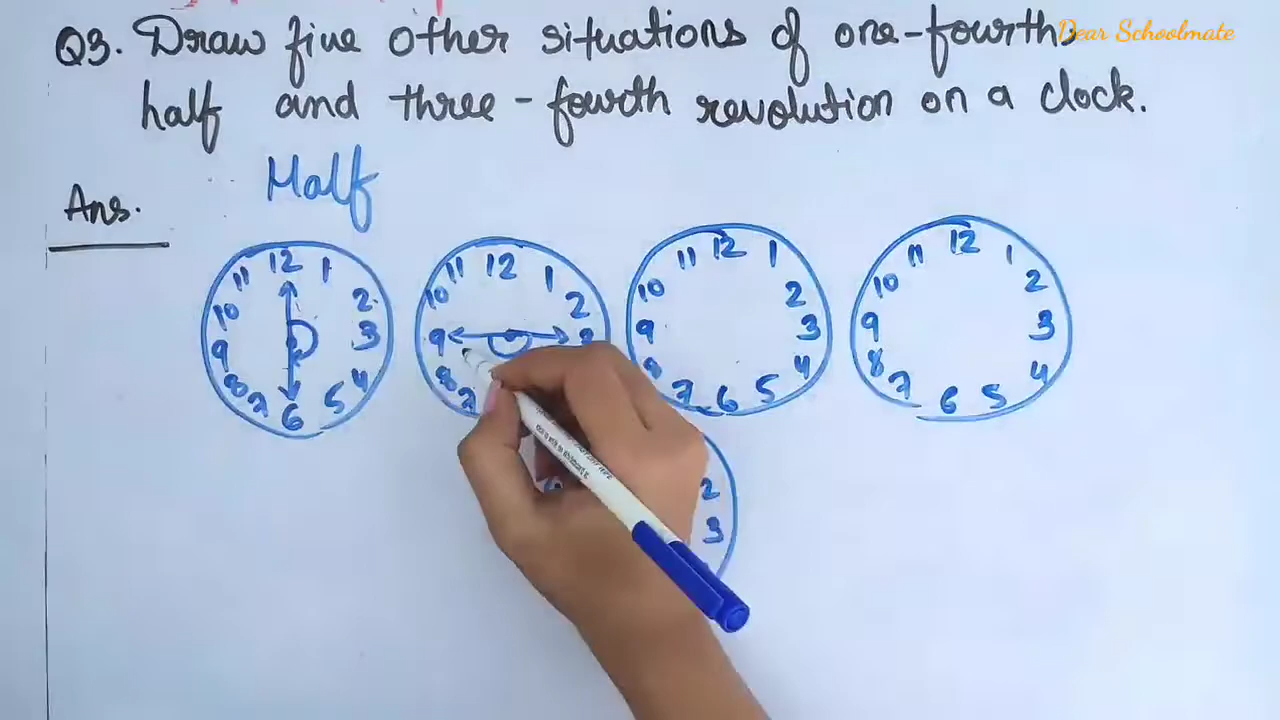 Q3. Draw five other situations of one-fourth,
Dear Schoolmate
half and three-fourth revolution on a clock.
Half
Ans.
12 1 2 3 4 5 6 7 8 9 10 11
12 1 2 3 7 8 9 10 11
12 1 2 3 4 5 6 7 8 9 10 11
12 1 2 3 4 5 6 7 8 9 10 11
2
3